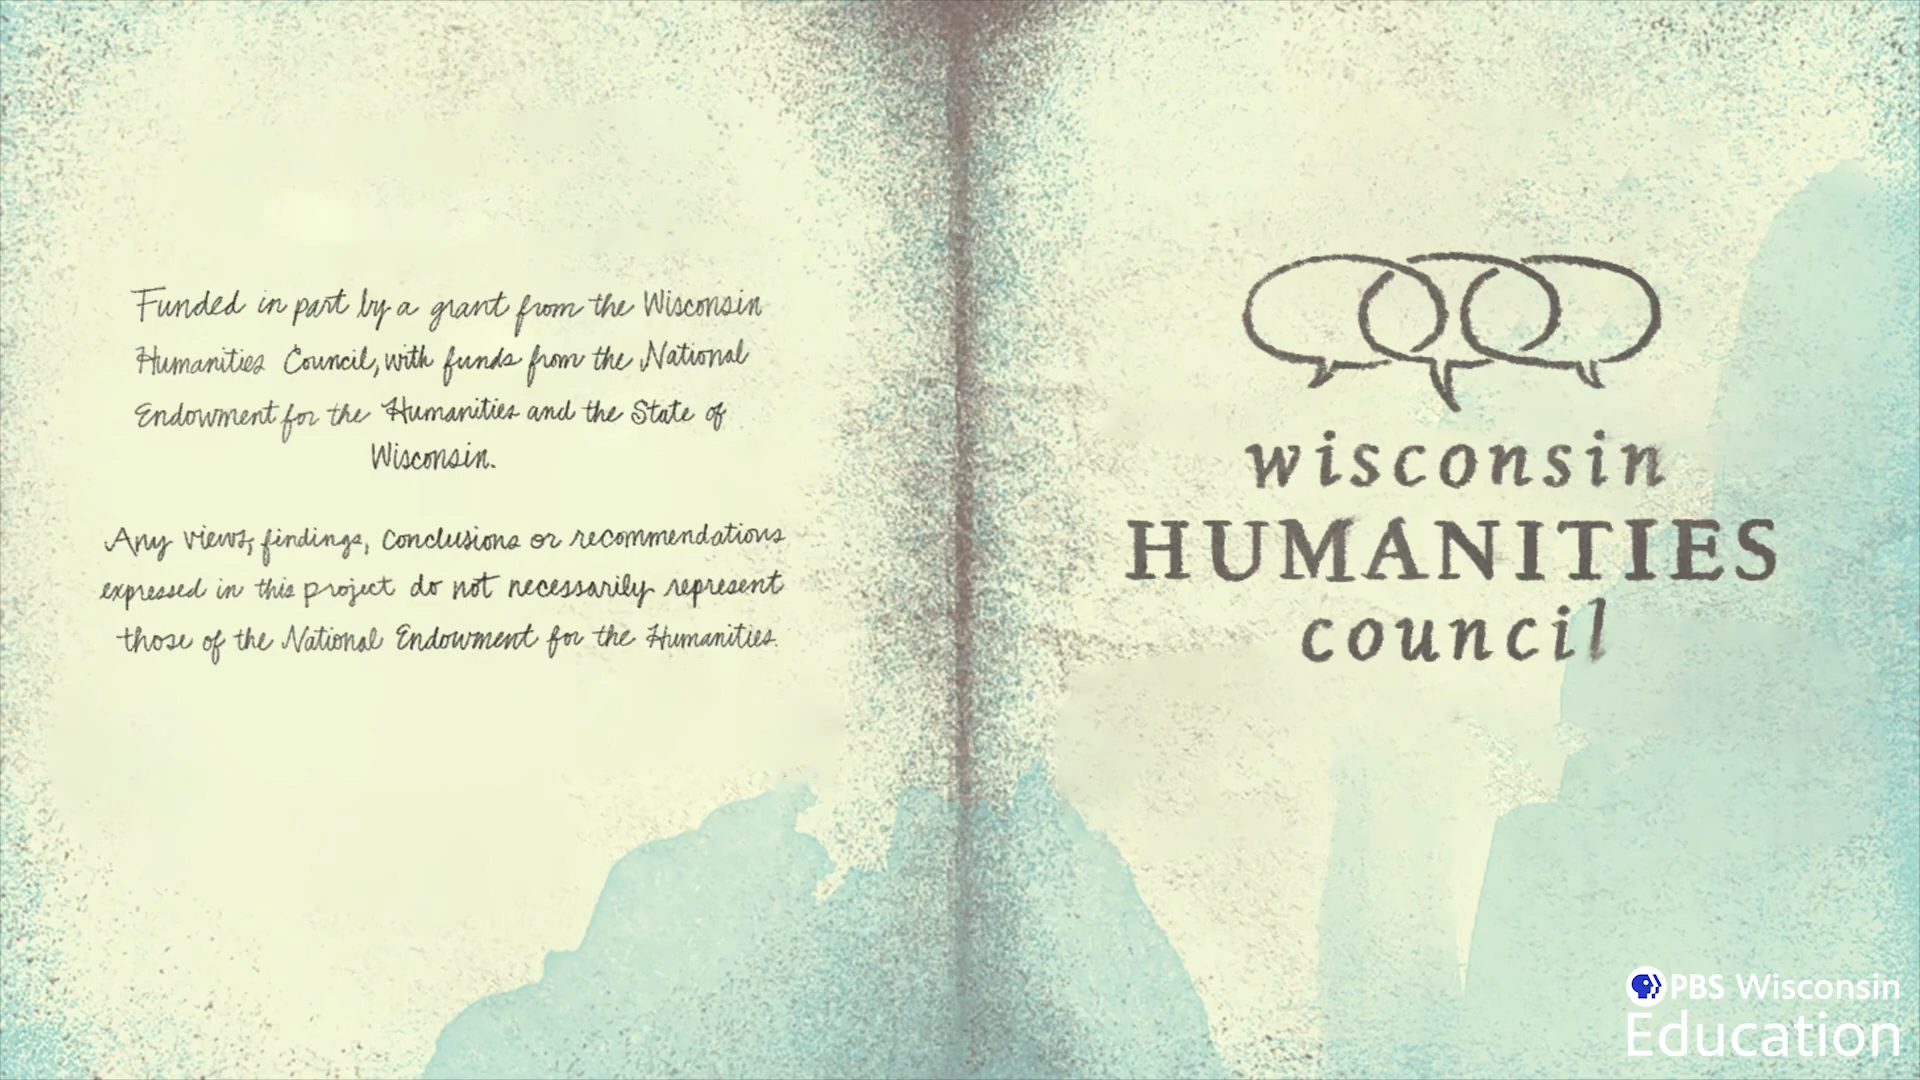 Funded in part by a grant from the Wisconsin
Humanities Council, with funds from the National
Endowment for the Humanities and the State of
Wisconsin.
Any views, findings, conclusions or recommendations
expressed in this project do not necessarily represent
those of the National Endowment for the Humanities.
wisconsin
HUMANITIES
council
PBS Wisconsin
Education